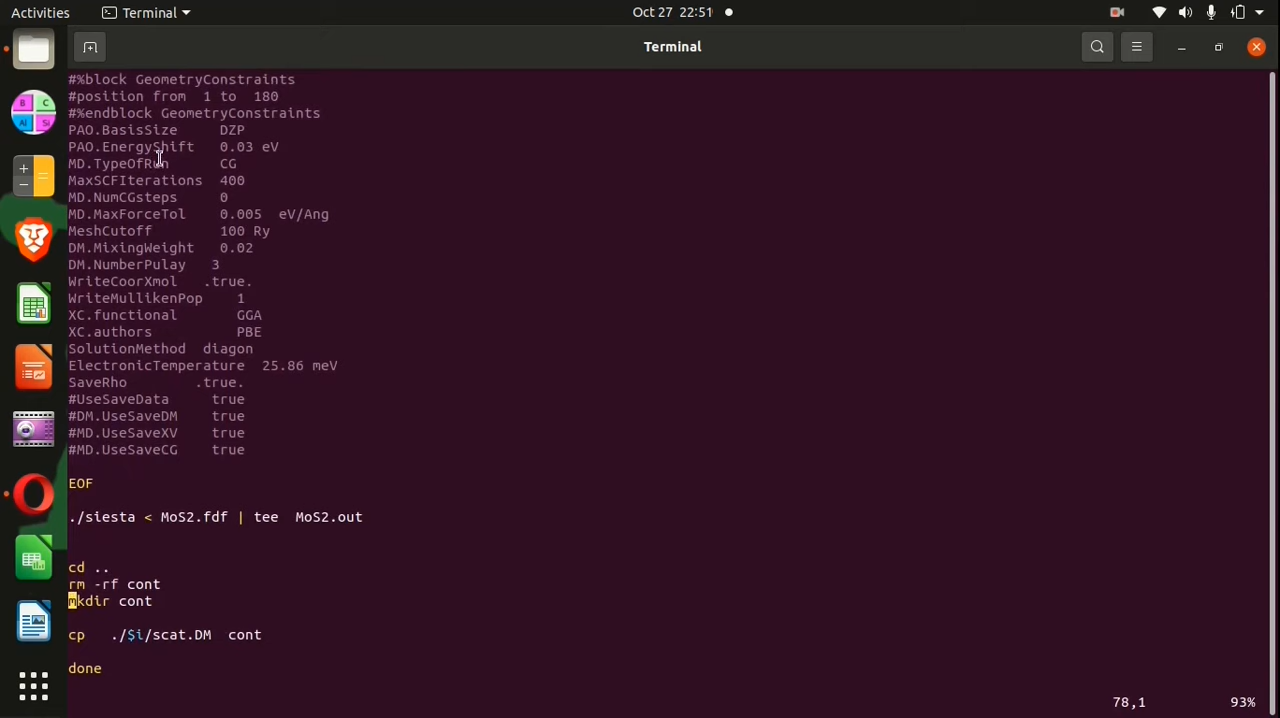 Activities Terminal Oct 27 22:51
Terminal
#%block GeometryConstraints
#position from 1 to 180
#%endblock GeometryConstraints
PAO.BasisSize DZP
PAO.EnergyShift 0.03 eV
MD.TypeOfRun CG
MaxSCFIterations 400
MD.NumCGsteps 0
MD.MaxForceTol 0.005 eV/Ang
MeshCutoff 100 Ry
DM.MixingWeight 0.02
DM.NumberPulay 3
WriteCoorXmol .true.
WriteMullikenPop 1
XC.functional GGA
XC.authors PBE
SolutionMethod diagon
ElectronicTemperature 25.86 meV
SaveRho .true.
#UseSaveData true
#DM.UseSaveDM true
#MD.UseSaveXV true
#MD.UseSaveCG true
EOF
./siesta < MoS2.fdf | tee MoS2.out
cd ..
rm -rf cont
mkdir cont
cp ./$i/scat.DM cont
done
78,1 93%
B C
Al Si